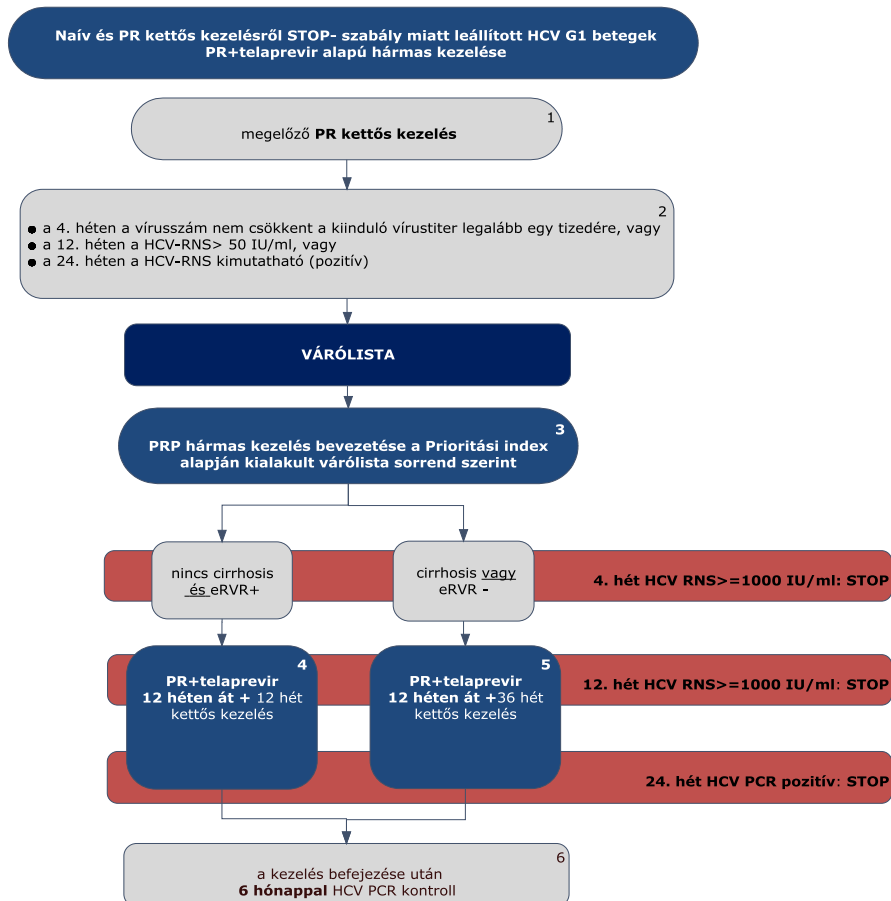 Naív és PR kettős kezelésről STOP- szabály miatt leállított HCV G1 betegek
PR+telaprevir alapú hármas kezelése
1
megelőző PR kettős kezelés
2
● a 4. héten a vírusszám nem csökkent a kiinduló vírustiter legalább egy tizedére, vagy
● a 12. héten a HCV-RNS> 50 IU/ml, vagy
● a 24. héten a HCV-RNS kimutatható (pozitív)
VÁRÓLISTA
3
PRP hármas kezelés bevezetése a Prioritási index
alapján kialakult várólista sorrend szerint
nincs cirrhosis
és eRVR+
cirrhosis vagy
eRVR -
4. hét HCV RNS>=1000 IU/ml: STOP
4
PR+telaprevir
12 héten át + 12 hét
kettős kezelés
5
PR+telaprevir
12 héten át +36 hét
kettős kezelés
12. hét HCV RNS>=1000 IU/ml: STOP
24. hét HCV PCR pozitív: STOP
6
a kezelés befejezése után
6 hónappal HCV PCR kontroll